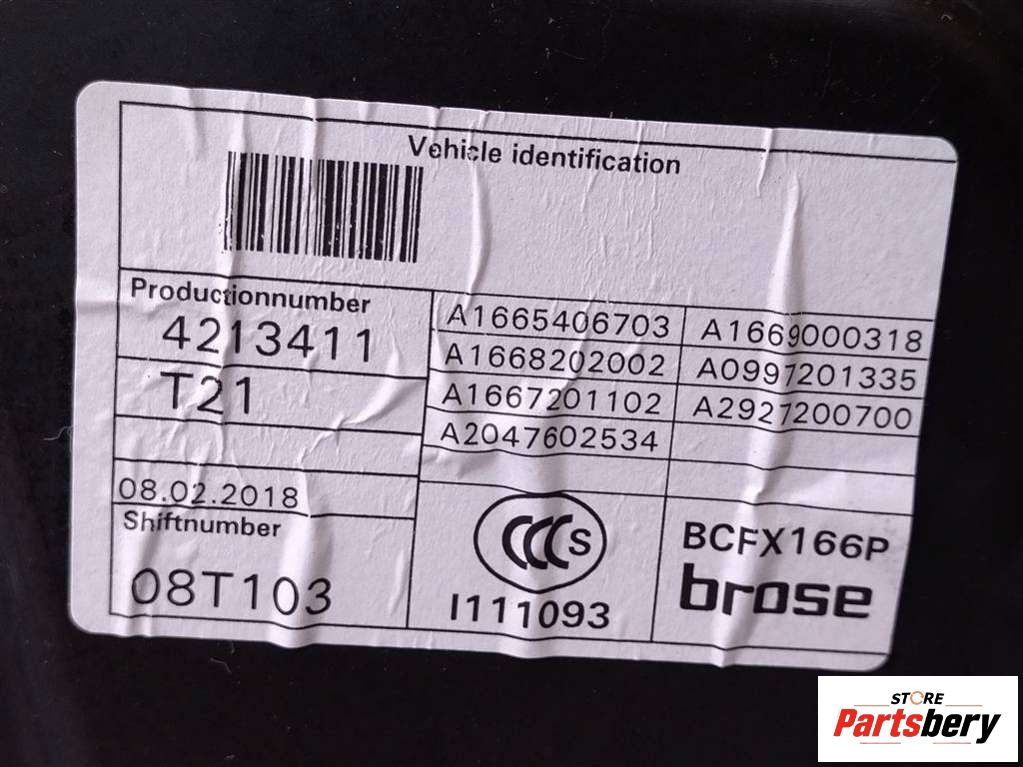 Vehicle identification
Productionnumber
4213411
T21
08.02.2018
Shiftnumber
08T103
A1665406703 A1669000318
A1668202002 A0997201335
A1667201102 A2927200700
A2047602534
CCC S
I111093
BCFX166P
brose
STORE
Partsbery